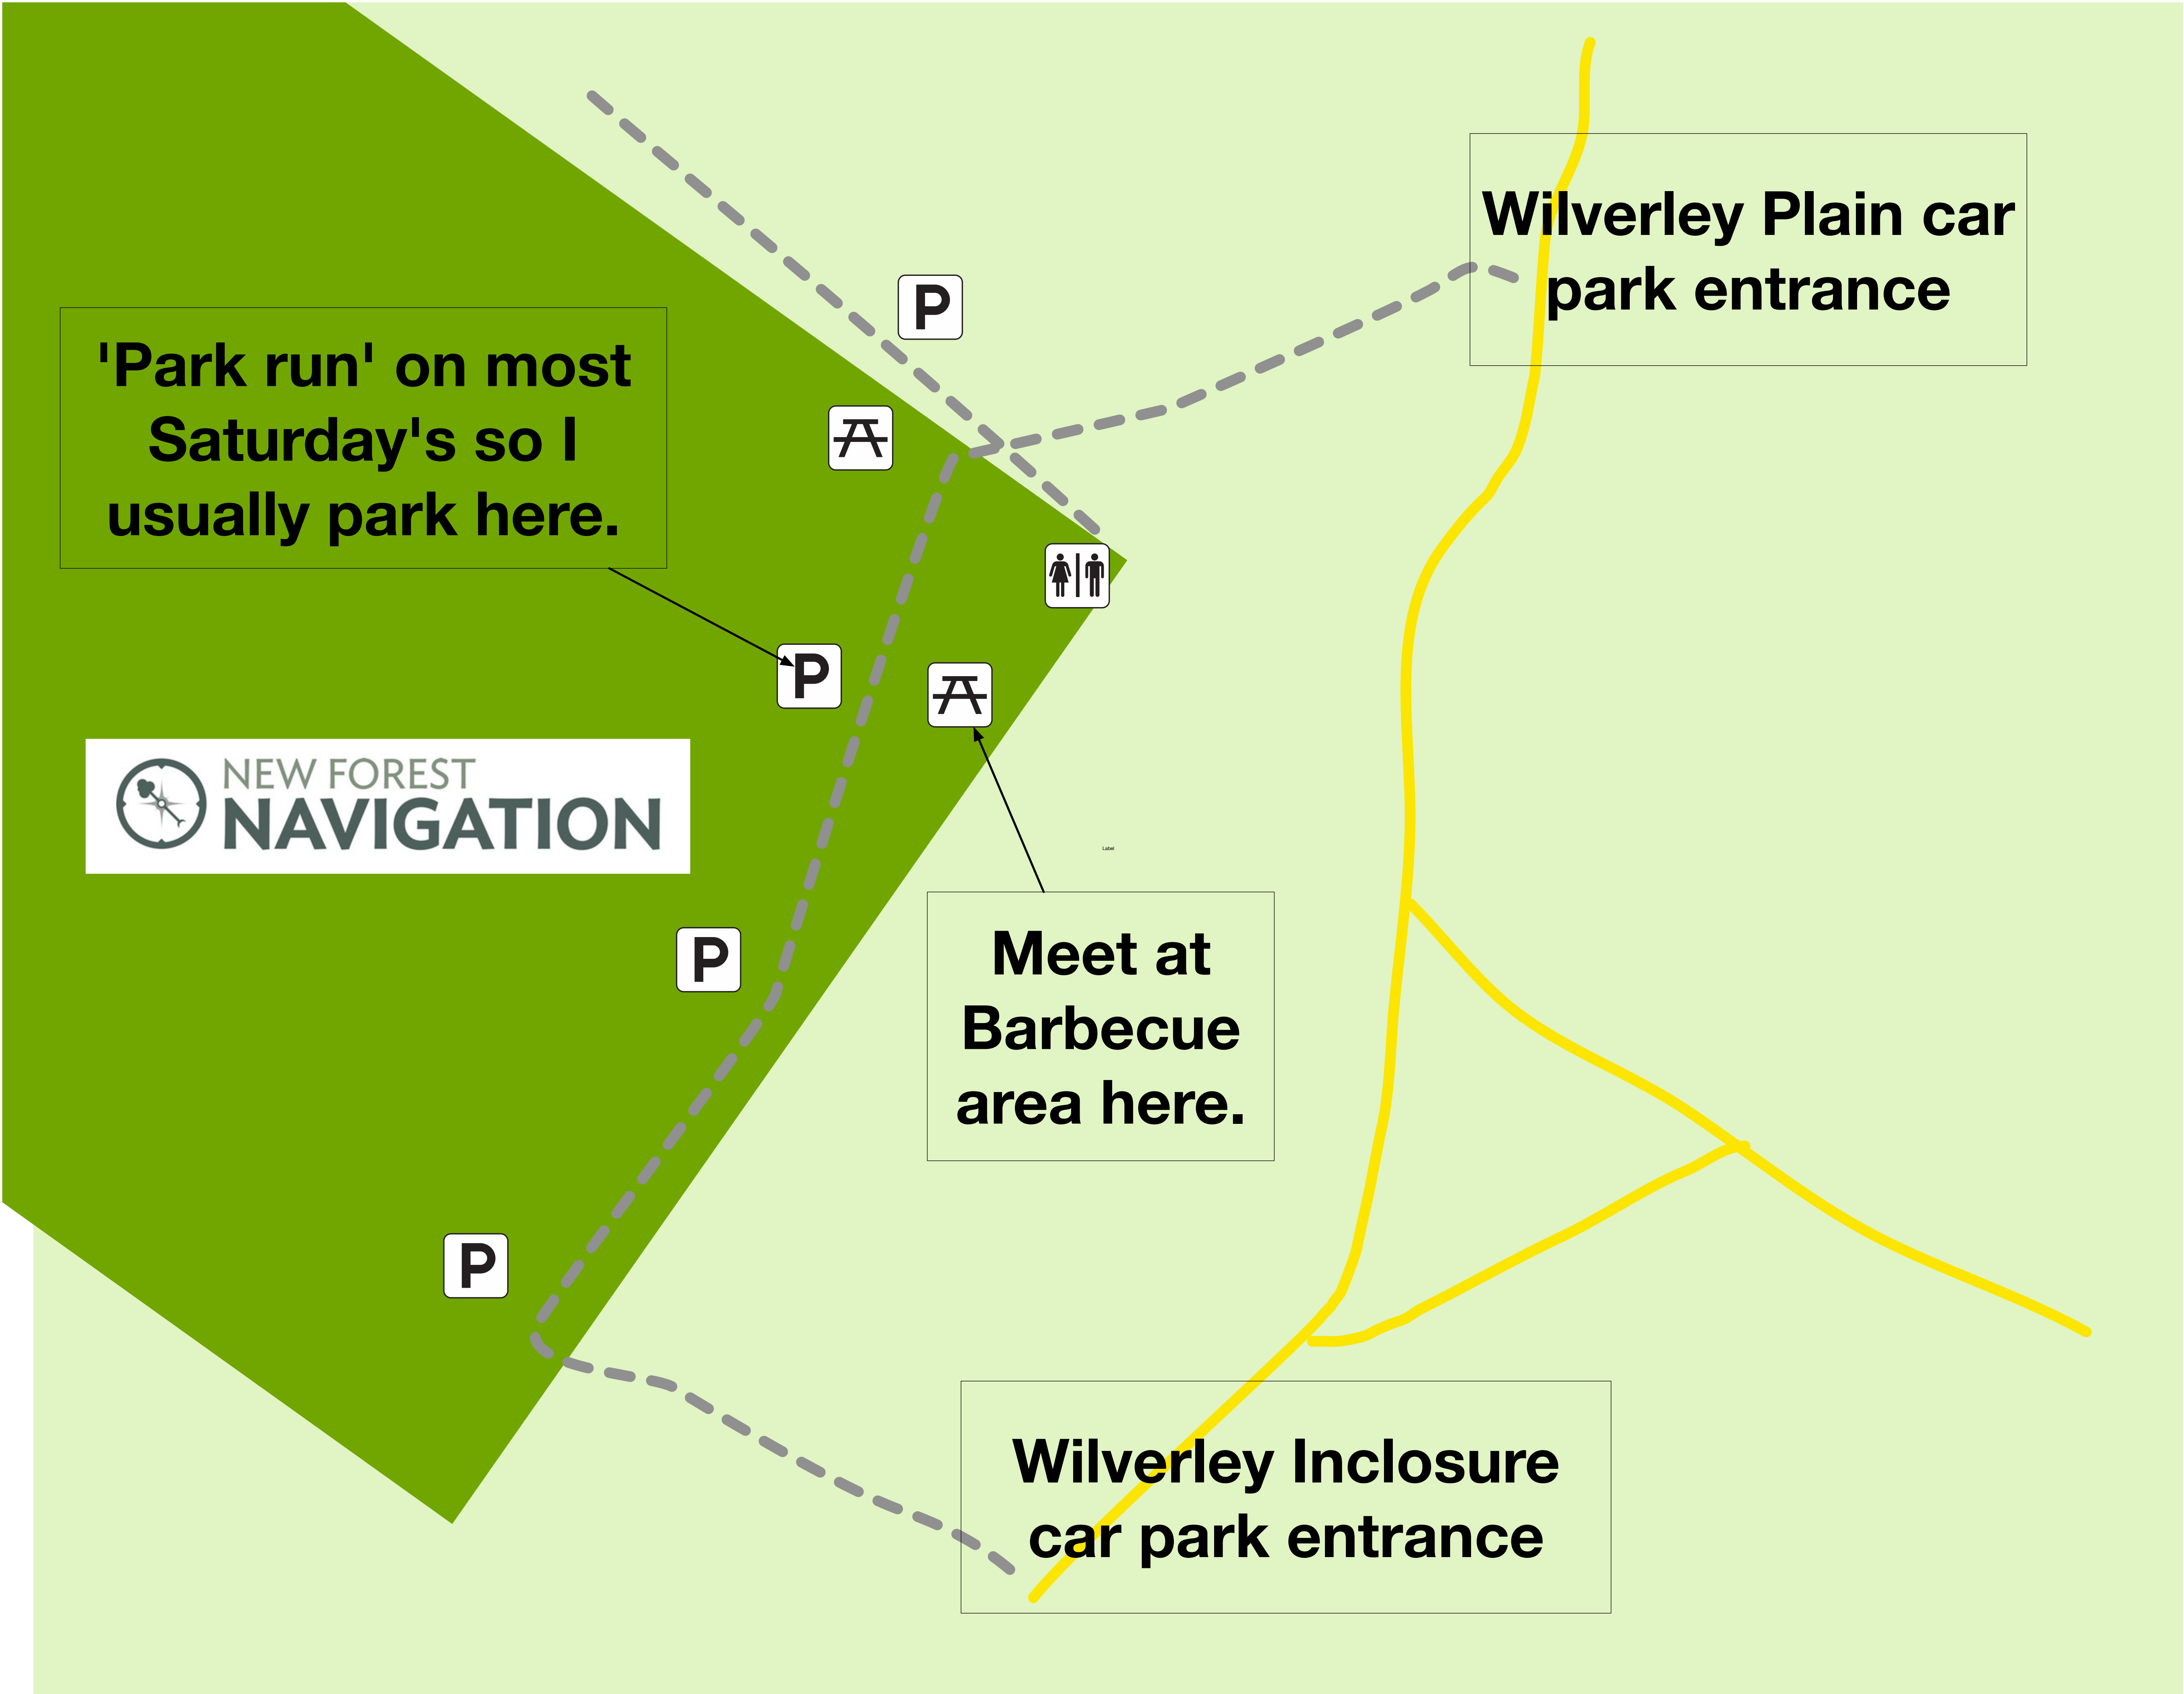 Wilverley Plain car
park entrance
P
'Park run' on most
Saturday's so I
usually park here.
P
NEW FOREST
NAVIGATION
Label
P
Meet at
Barbecue
area here.
P
Wilverley Inclosure
car park entrance